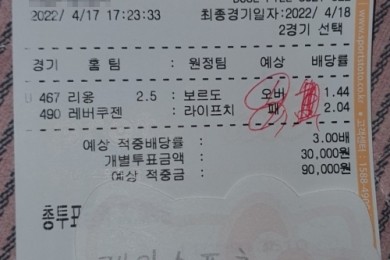 2022/ 4/17 17:23:33
최종경기일자:2022/ 4/18
2경기 선택
경기 홈 팀 : 원정팀 예상 배당률
467 리옹 2.5 : 보르도 오버 1.44
490 레버쿠젠 : 라이프치 패 2.04
예상 적중배당률 : 3.00배
개별투표금액 : 30,000원
예상 적중금 : 90,000원
총투표